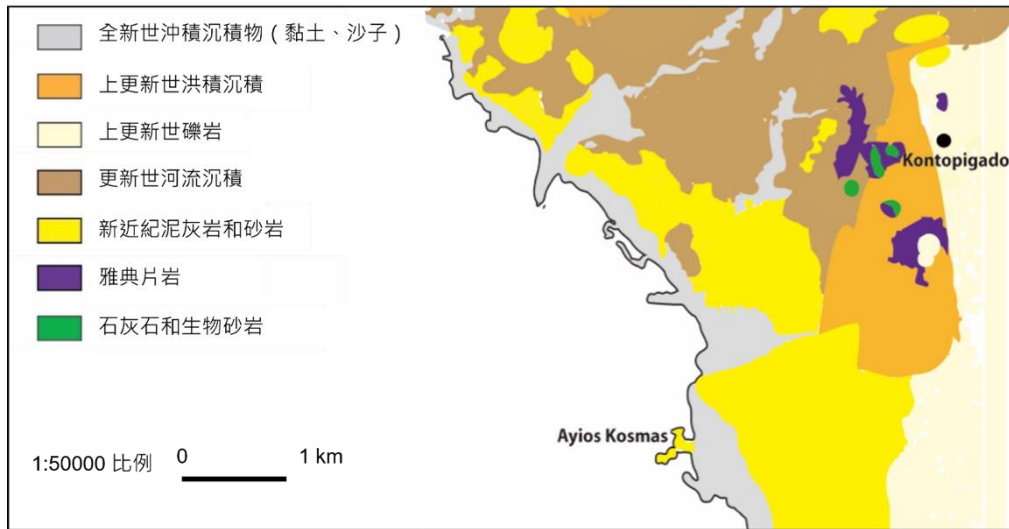 全新世沖積沉積物（黏土、沙子）
上更新世洪積沉積
上更新世礫岩
更新世河流沉積
新近紀泥灰岩和砂岩
雅典片岩
石灰石和生物砂岩
1:50000 比例 0 1 km
Kontopigado
Ayios Kosmas